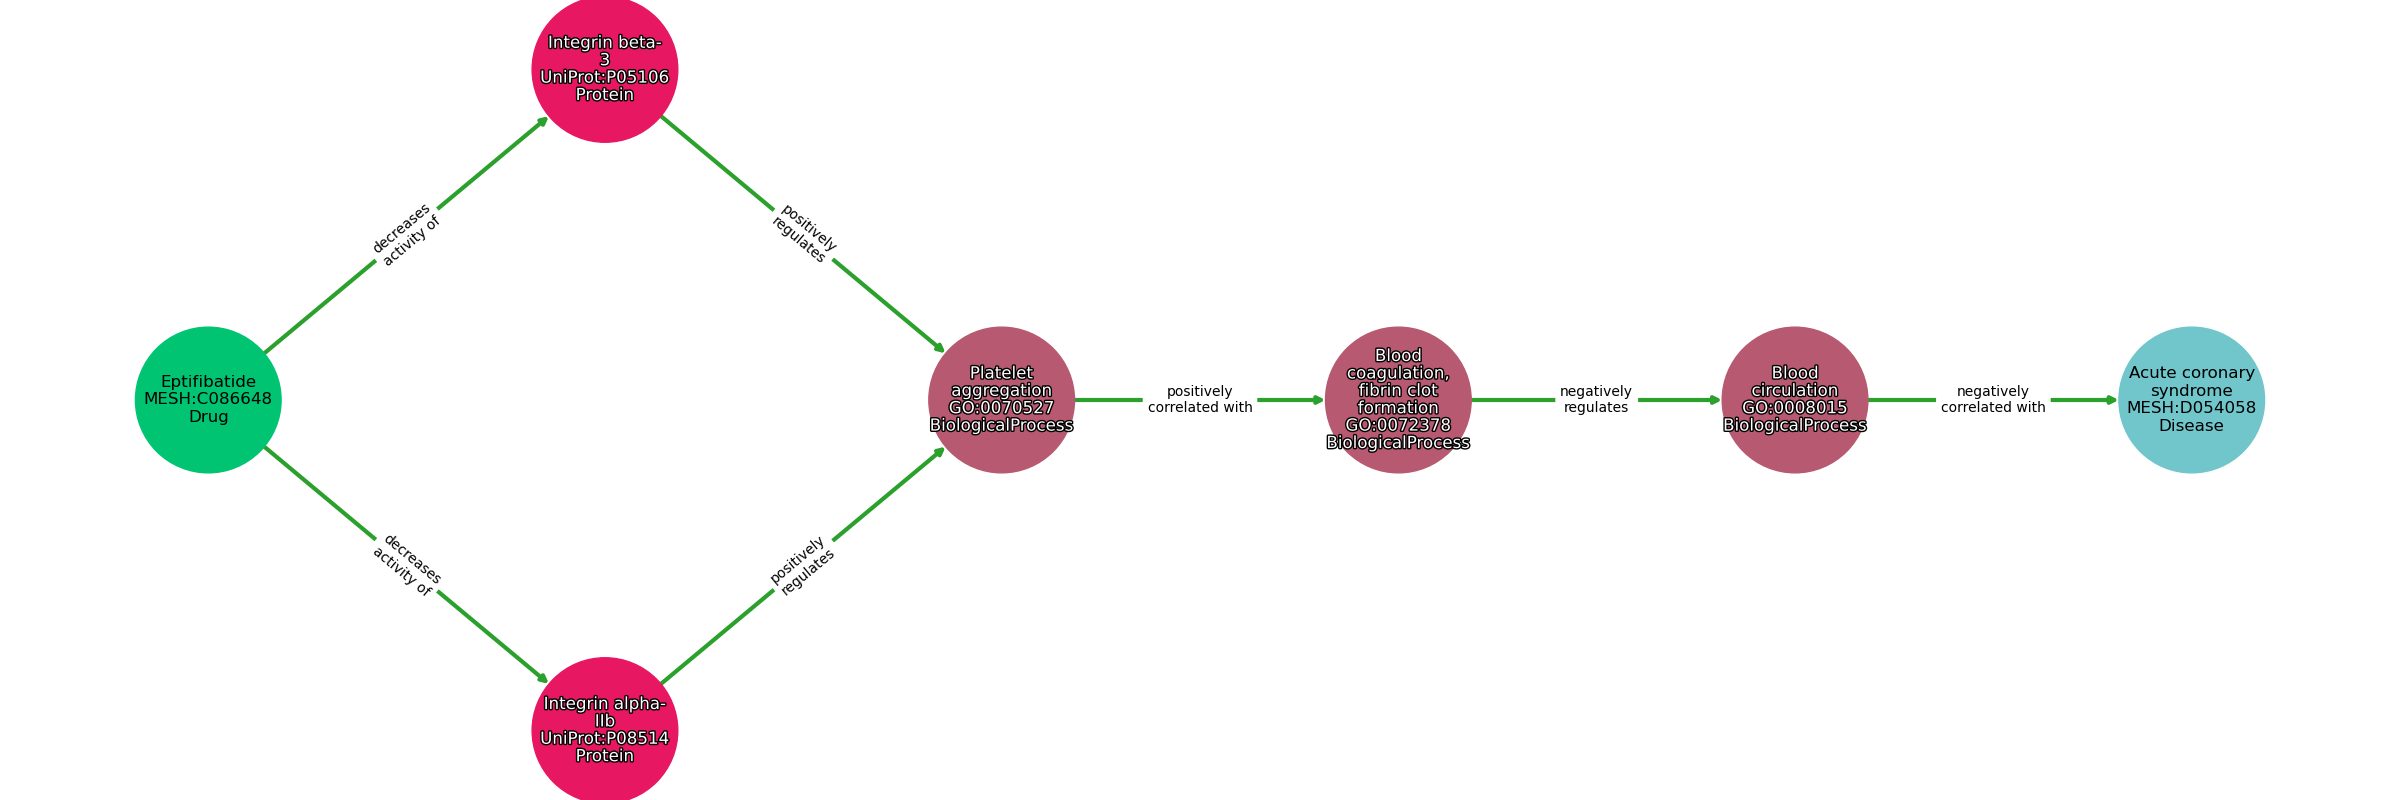 Integrin beta-
3
UniProt:P05106
Protein
decreases
activity of
positively
regulates
Eptifibatide
MESH:C086648
Drug
Platelet
aggregation
GO:0070527
BiologicalProcess
positively
correlated with
Blood
coagulation,
fibrin clot
formation
GO:0072378
BiologicalProcess
negatively
regulates
Blood
circulation
GO:0008015
BiologicalProcess
negatively
correlated with
Acute coronary
syndrome
MESH:D054058
Disease
decreases
activity of
positively
regulates
Integrin alpha-
IIb
UniProt:P08514
Protein